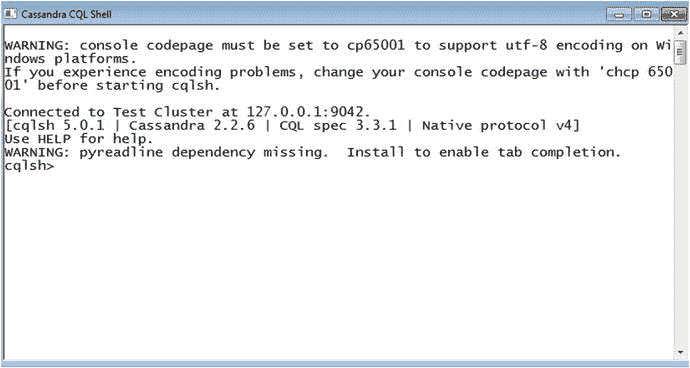 Cassandra CQL Shell
WARNING: console codepage must be set to cp65001 to support utf-8 encoding on Wi
ndows platforms.
If you experience encoding problems, change your console codepage with 'chcp 650
01' before starting cqlsh.
Connected to Test Cluster at 127.0.0.1:9042.
[cqlsh 5.0.1 | Cassandra 2.2.6 | CQL spec 3.3.1 | Native protocol v4]
Use HELP for help.
WARNING: pyreadline dependency missing.  Install to enable tab completion.
cqlsh>